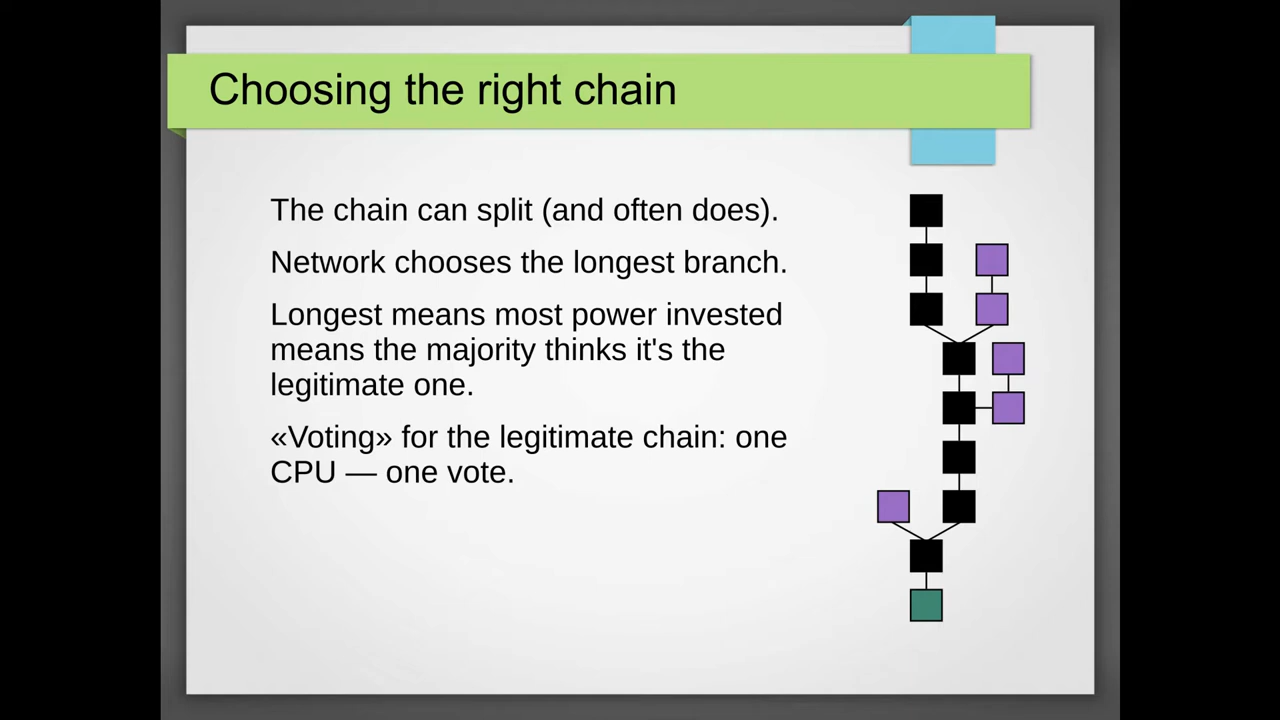 Choosing the right chain
The chain can split (and often does).
Network chooses the longest branch.
Longest means most power invested
means the majority thinks it's the
legitimate one.
«Voting» for the legitimate chain: one
CPU — one vote.